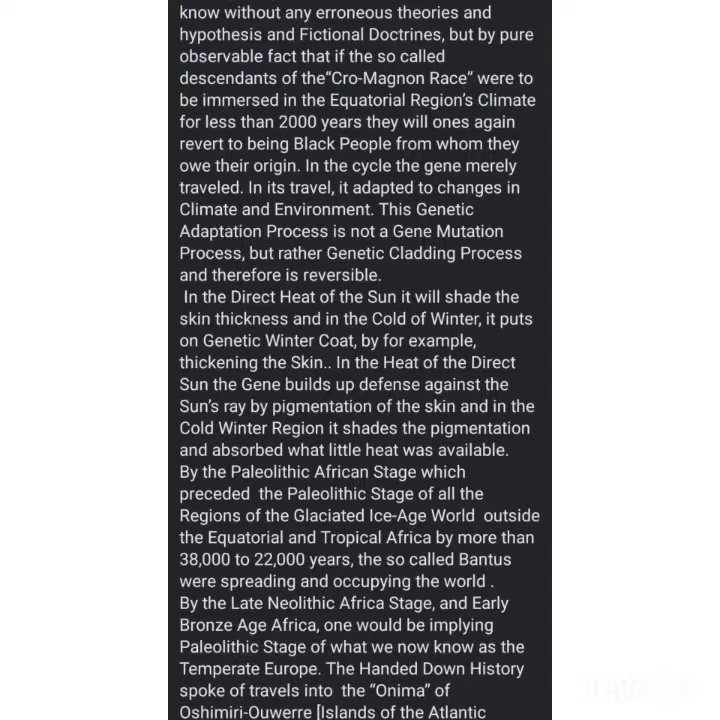 know without any erroneous theories and
hypothesis and Fictional Doctrines, but by pure
observable fact that if the so called
descendants of the“Cro-Magnon Race” were to
be immersed in the Equatorial Region’s Climate
for less than 2000 years they will ones again
revert to being Black People from whom they
owe their origin. In the cycle the gene merely
traveled. In its travel, it adapted to changes in
Climate and Environment. This Genetic
Adaptation Process is not a Gene Mutation
Process, but rather Genetic Cladding Process
and therefore is reversible.
In the Direct Heat of the Sun it will shade the
skin thickness and in the Cold of Winter, it puts
on Genetic Winter Coat, by for example,
thickening the Skin.. In the Heat of the Direct
Sun the Gene builds up defense against the
Sun’s ray by pigmentation of the skin and in the
Cold Winter Region it shades the pigmentation
and absorbed what little heat was available.
By the Paleolithic African Stage which
preceded the Paleolithic Stage of all the
Regions of the Glaciated Ice-Age World outside
the Equatorial and Tropical Africa by more than
38,000 to 22,000 years, the so called Bantus
were spreading and occupying the world .
By the Late Neolithic Africa Stage, and Early
Bronze Age Africa, one would be implying
Paleolithic Stage of what we now know as the
Temperate Europe. The Handed Down History
spoke of travels into the “Onima” of
Oshimiri-Ouwerre [Islands of the Atlantic